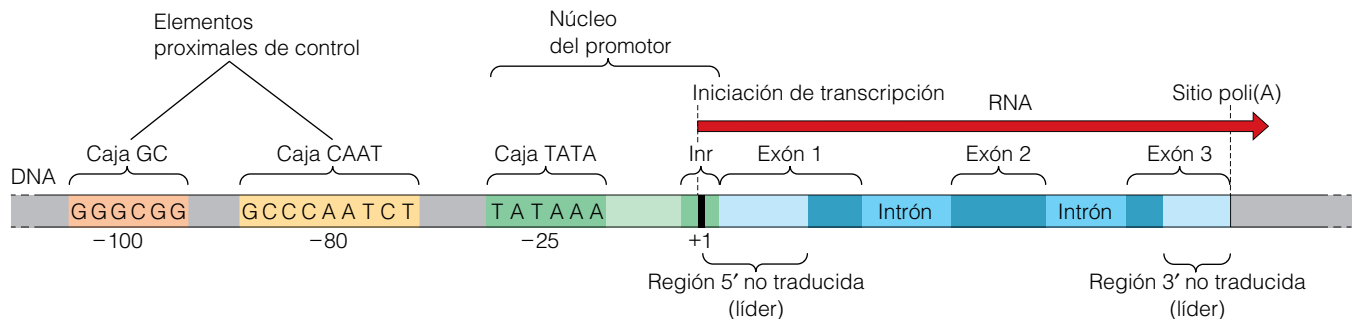 Elementos
proximales de control
Núcleo
del promotor
Iniciación de transcripción
RNA
Sitio poli(A)
Caja GC
Caja CAAT
Caja TATA
Inr
Exón 1
Exón 2
Exón 3
DNA
GGGCGG
GCCCAATCT
TATAAA
Intrón
Intrón
−100
−80
−25
+1
Región 5′ no traducida
(líder)
Región 3′ no traducida
(líder)